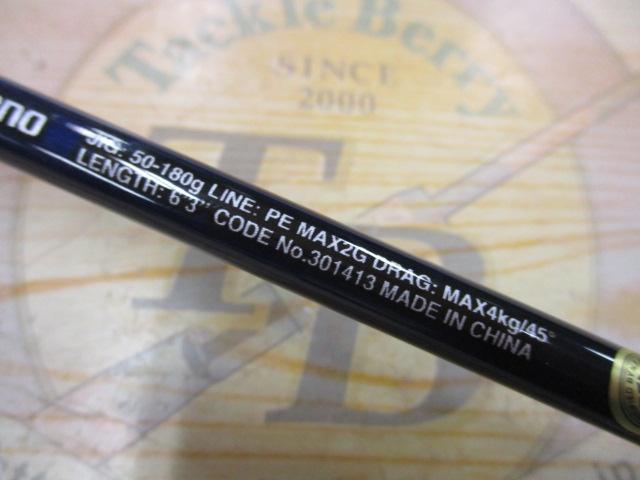 Tackle Berry
SINCE
2000
TD
JIG: 50-180g LINE: PE MAX2G DRAG: MAX4kg/45°
LENGTH: 6'3" CODE No.301413 MADE IN CHINA